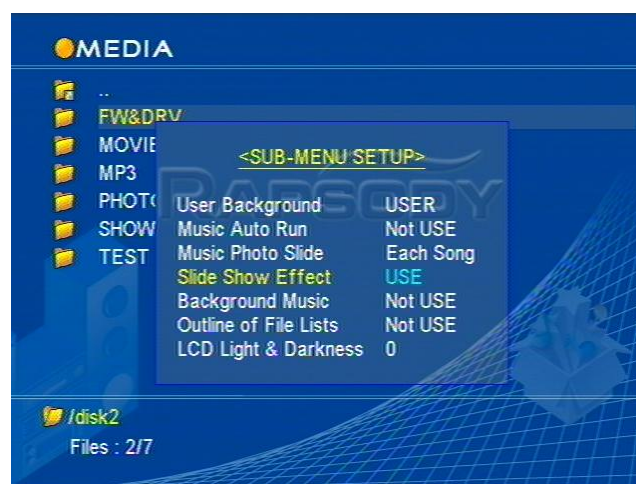 MEDIA
..
FW&DRV
MOVIE
MP3
PHOTO
SHOW
TEST
<SUB-MENU SETUP>
RAPSODY
User Background USER
Music Auto Run Not USE
Music Photo Slide Each Song
Slide Show Effect USE
Background Music Not USE
Outline of File Lists Not USE
LCD Light & Darkness 0
/disk2
Files : 2/7